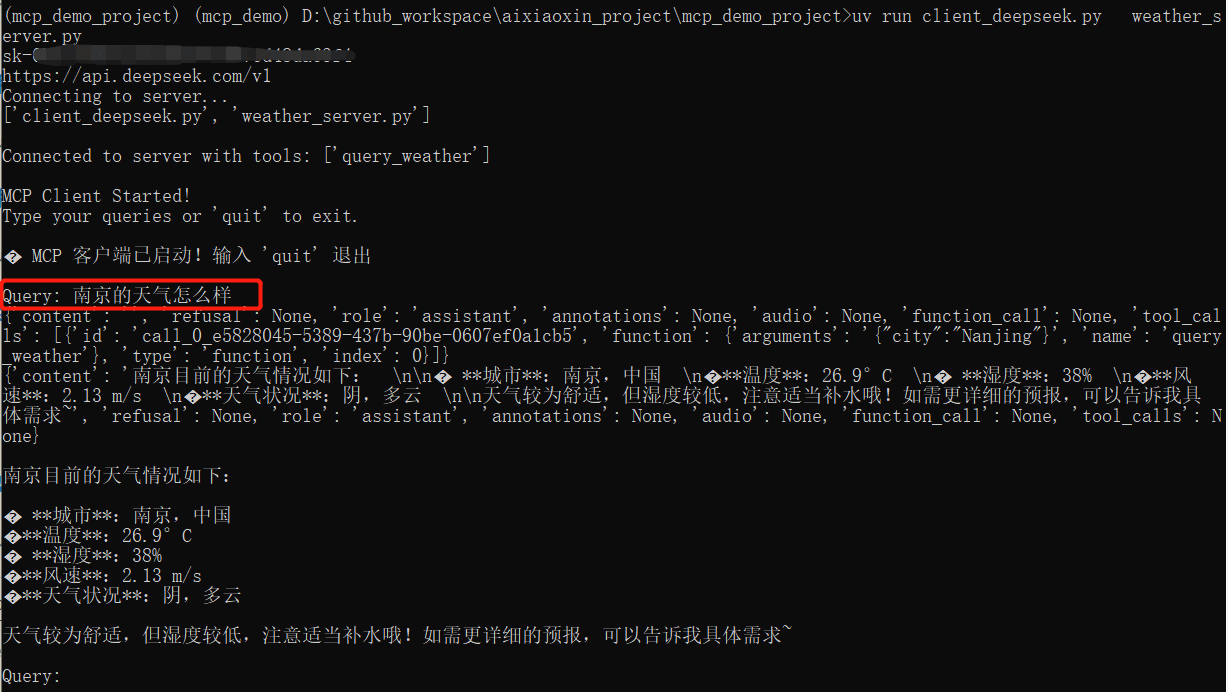 (mcp_demo_project) (mcp_demo) D:\github_workspace\aixiaoxin_project\mcp_demo_project>uv run client_deepseek.py   weather_s
erver.py
sk-
https://api.deepseek.com/v1
Connecting to server...
['client_deepseek.py', 'weather_server.py']
Connected to server with tools: ['query_weather']
MCP Client Started!
Type your queries or 'quit' to exit.
� MCP 客户端已启动！输入 'quit' 退出
Query: 南京的天气怎么样
{'content': '', 'refusal': None, 'role': 'assistant', 'annotations': None, 'audio': None, 'function_call': None, 'tool_cal
ls': [{'id': 'call_0_e5828045-5389-437b-90be-0607ef0a1cb5', 'function': {'arguments': '{"city":"Nanjing"}', 'name': 'query
_weather'}, 'type': 'function', 'index': 0}]}
{'content': '南京目前的天气情况如下：  \n\n� **城市**：南京，中国  \n�**温度**：26.9°C  \n� **湿度**：38%  \n�**风
速**：2.13 m/s  \n�**天气状况**：阴，多云  \n\n天气较为舒适，但湿度较低，注意适当补水哦！如需更详细的预报，可以告诉我具
体需求~', 'refusal': None, 'role': 'assistant', 'annotations': None, 'audio': None, 'function_call': None, 'tool_calls': N
one}
南京目前的天气情况如下：
� **城市**：南京，中国
�**温度**：26.9°C
� **湿度**：38%
�**风速**：2.13 m/s
�**天气状况**：阴，多云
天气较为舒适，但湿度较低，注意适当补水哦！如需更详细的预报，可以告诉我具体需求~
Query: